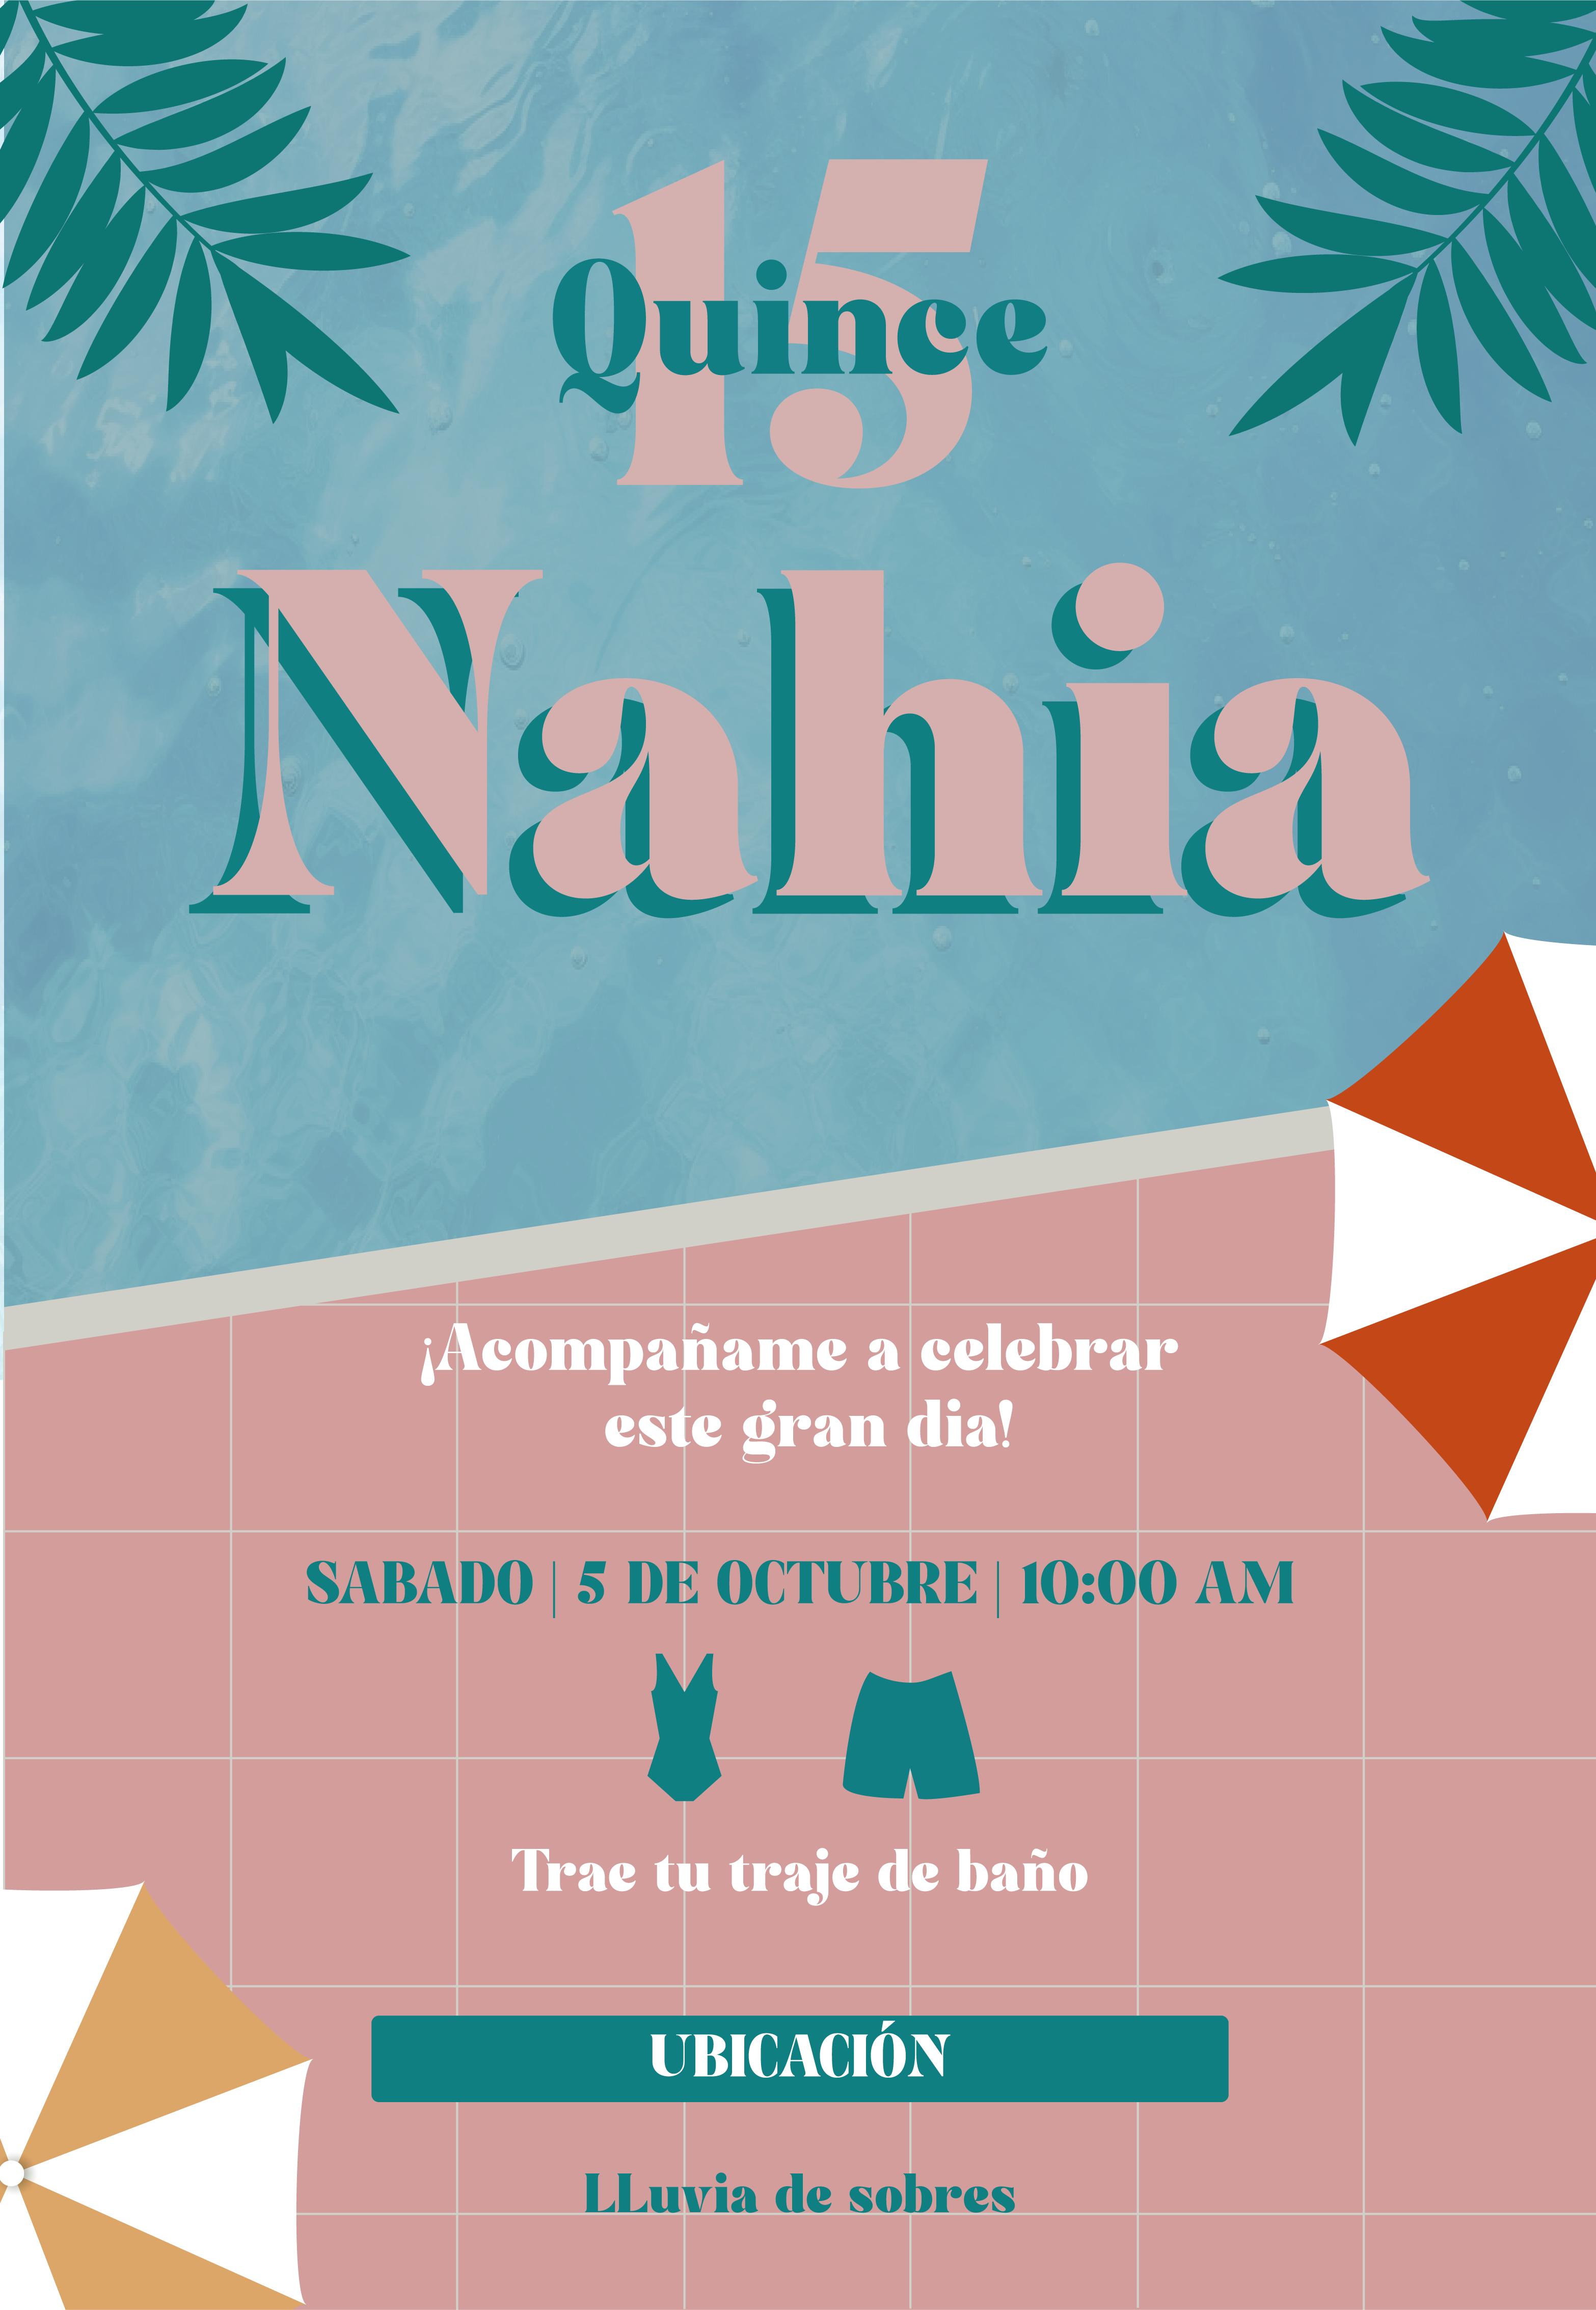 15
Quince
Nahia
¡Acompañame a celebrar
este gran dia!
SABADO | 5 DE OCTUBRE | 10:00 AM
Trae tu traje de baño
UBICACIÓN
LLuvia de sobres